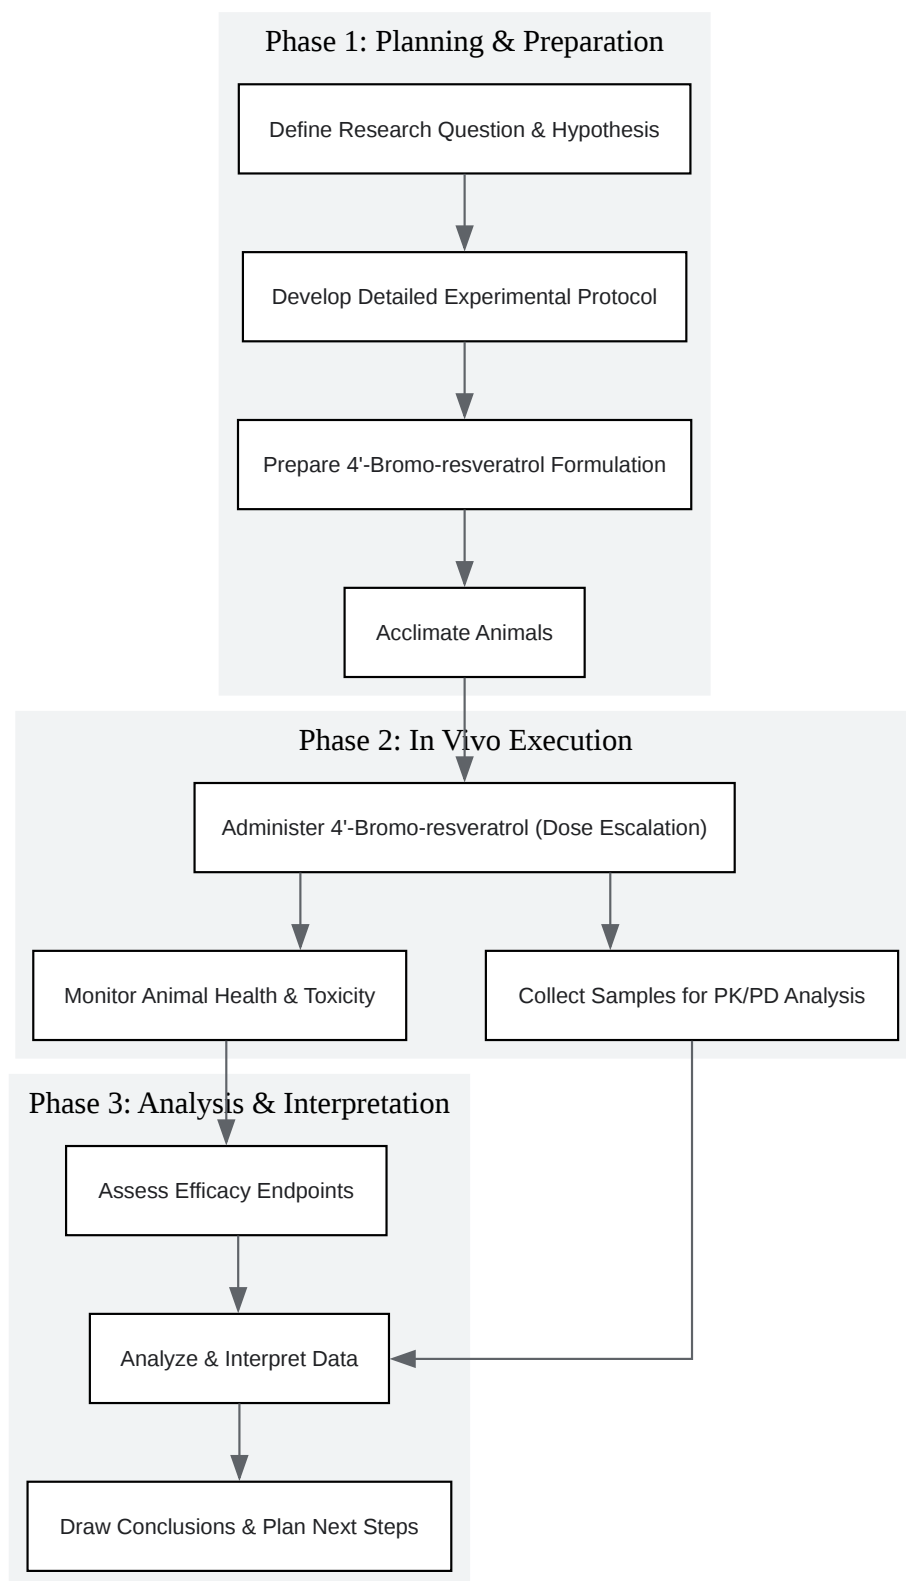 Phase 1: Planning & Preparation
Define Research Question & Hypothesis
Develop Detailed Experimental Protocol
Prepare 4'-Bromo-resveratrol Formulation
Acclimate Animals
Phase 2: In Vivo Execution
Administer 4'-Bromo-resveratrol (Dose Escalation)
Monitor Animal Health & Toxicity
Collect Samples for PK/PD Analysis
Phase 3: Analysis & Interpretation
Assess Efficacy Endpoints
Analyze & Interpret Data
Draw Conclusions & Plan Next Steps